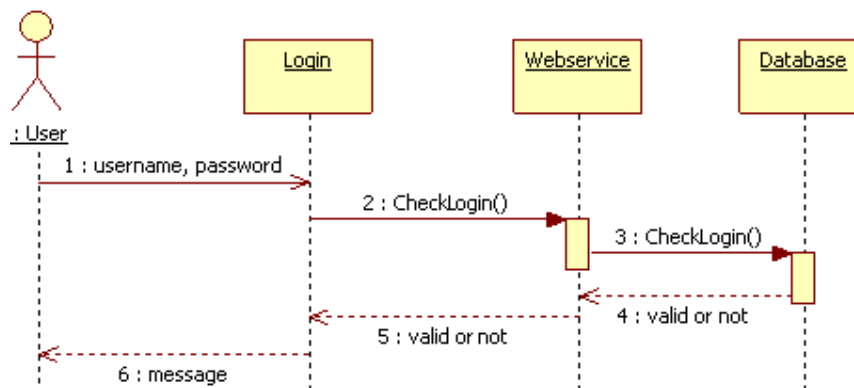 Login
Webservice
Database
: User
1 : username, password
2 : CheckLogin()
3 : CheckLogin()
4 : valid or not
5 : valid or not
6 : message